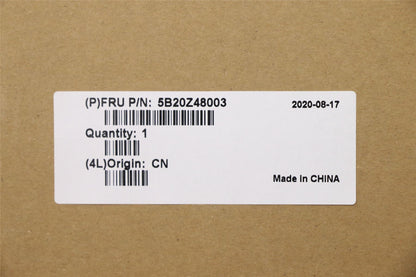 (P)FRU P/N: 5B20Z48003
2020-08-17
Quantity: 1
(4L)Origin: CN
Made in CHINA